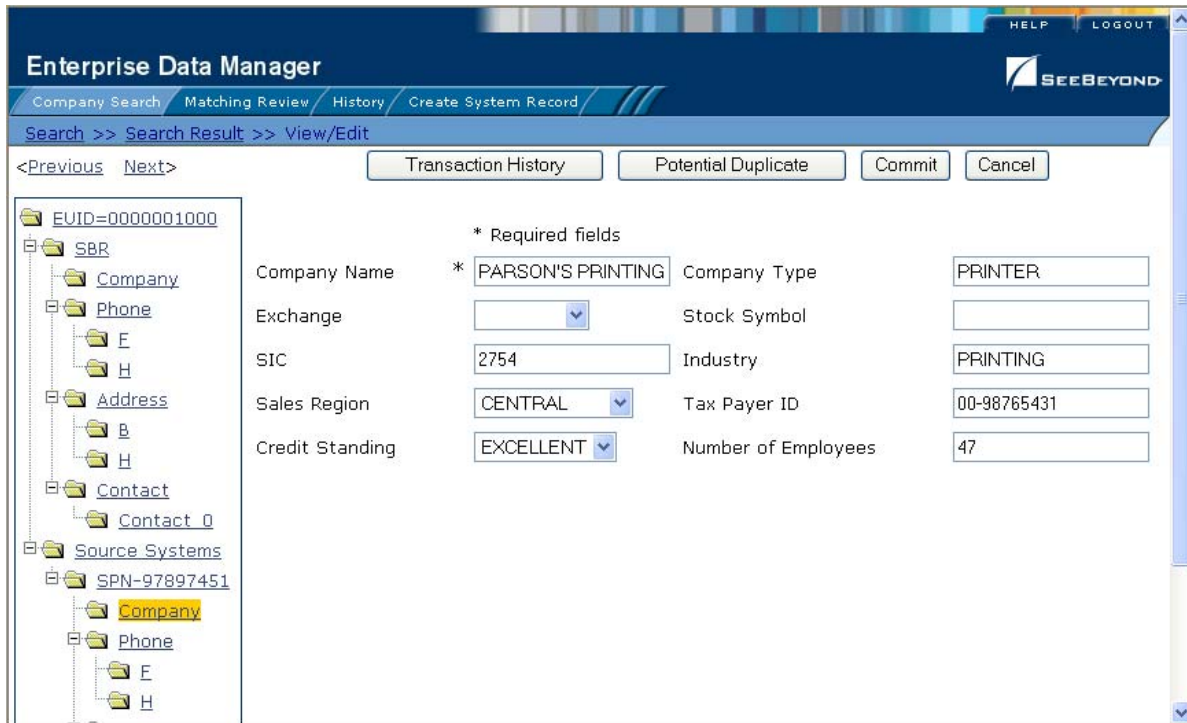 HELP LOGOUT
Enterprise Data Manager
SEEBEYOND
Company Search Matching Review History Create System Record
Search >> Search Result >> View/Edit
<Previous Next> Transaction History Potential Duplicate Commit Cancel
EUID=0000001000
SBR
Company
Phone
F
H
Address
B
H
Contact
Contact_0
Source Systems
SPN-97897451
Company
Phone
F
H
* Required fields
Company Name * PARSON'S PRINTING Company Type PRINTER
Exchange Stock Symbol
SIC 2754 Industry PRINTING
Sales Region CENTRAL Tax Payer ID 00-98765431
Credit Standing EXCELLENT Number of Employees 47